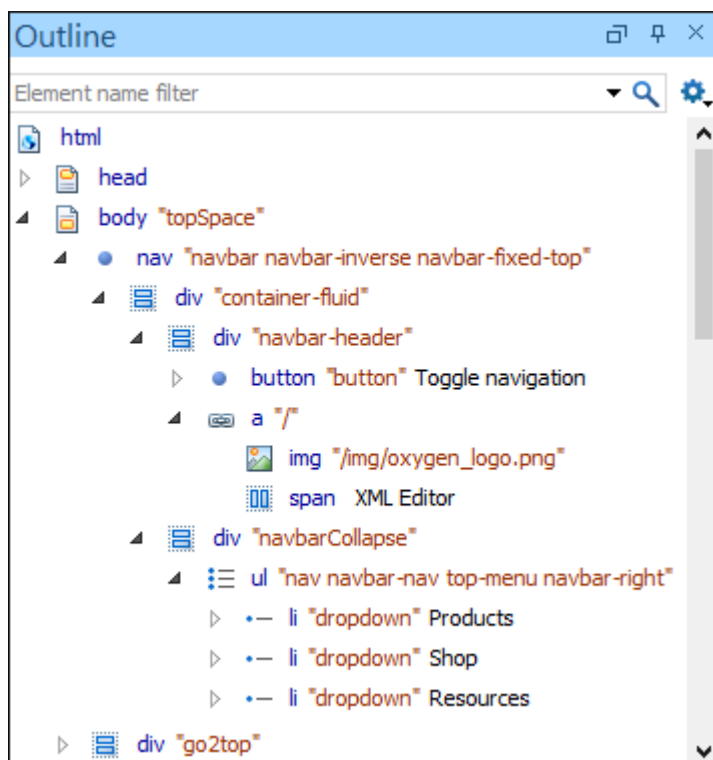 Outline
Element name filter
html
head
body "topSpace"
nav "navbar navbar-inverse navbar-fixed-top"
div "container-fluid"
div "navbar-header"
button "button" Toggle navigation
a "/"
img "/img/oxygen_logo.png"
span XML Editor
div "navbarCollapse"
ul "nav navbar-nav top-menu navbar-right"
li "dropdown" Products
li "dropdown" Shop
li "dropdown" Resources
div "go2top"